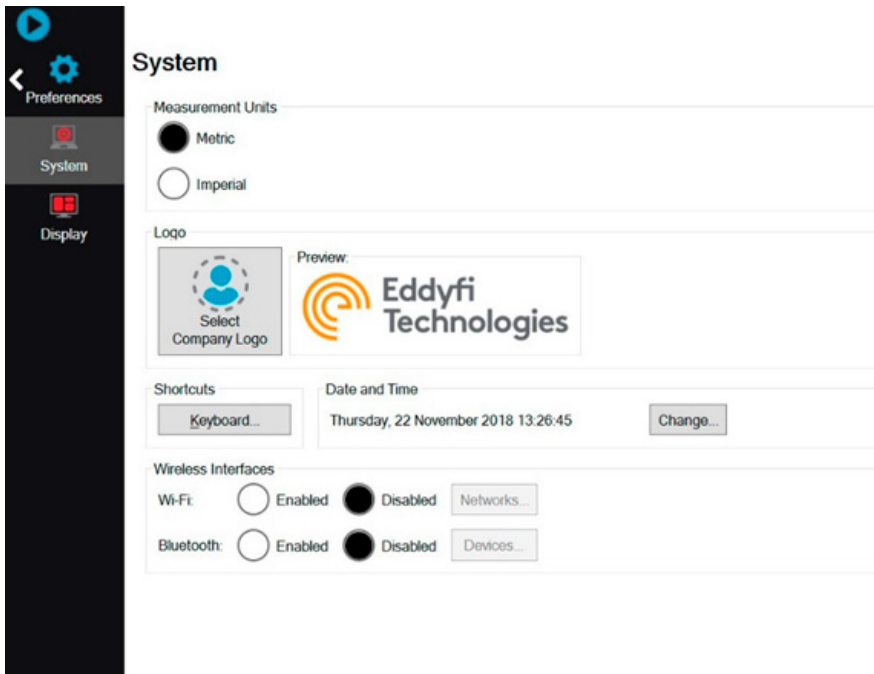 Preferences
System
Display
System
Measurement Units
Metric
Imperial
Logo
Select
Company Logo
Preview:
Eddyfi
Technologies
Shortcuts
Keyboard...
Date and Time
Thursday, 22 November 2018 13:26:45
Change...
Wireless Interfaces
Wi-Fi: Enabled Disabled Networks...
Bluetooth: Enabled Disabled Devices...